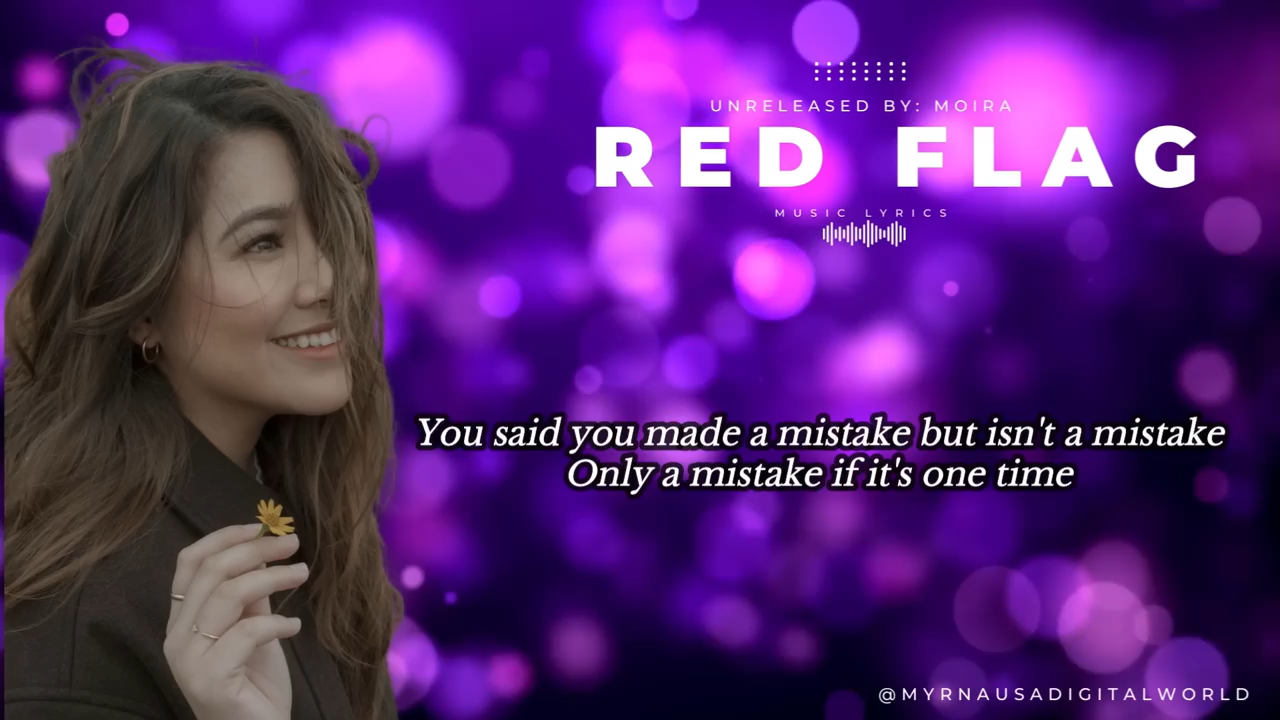 UNRELEASED BY: MOIRA
RED FLAG
MUSIC LYRICS
You said you made a mistake but isn't a mistake
Only a mistake if it's one time
@MYRNAUSADIGITALWORLD